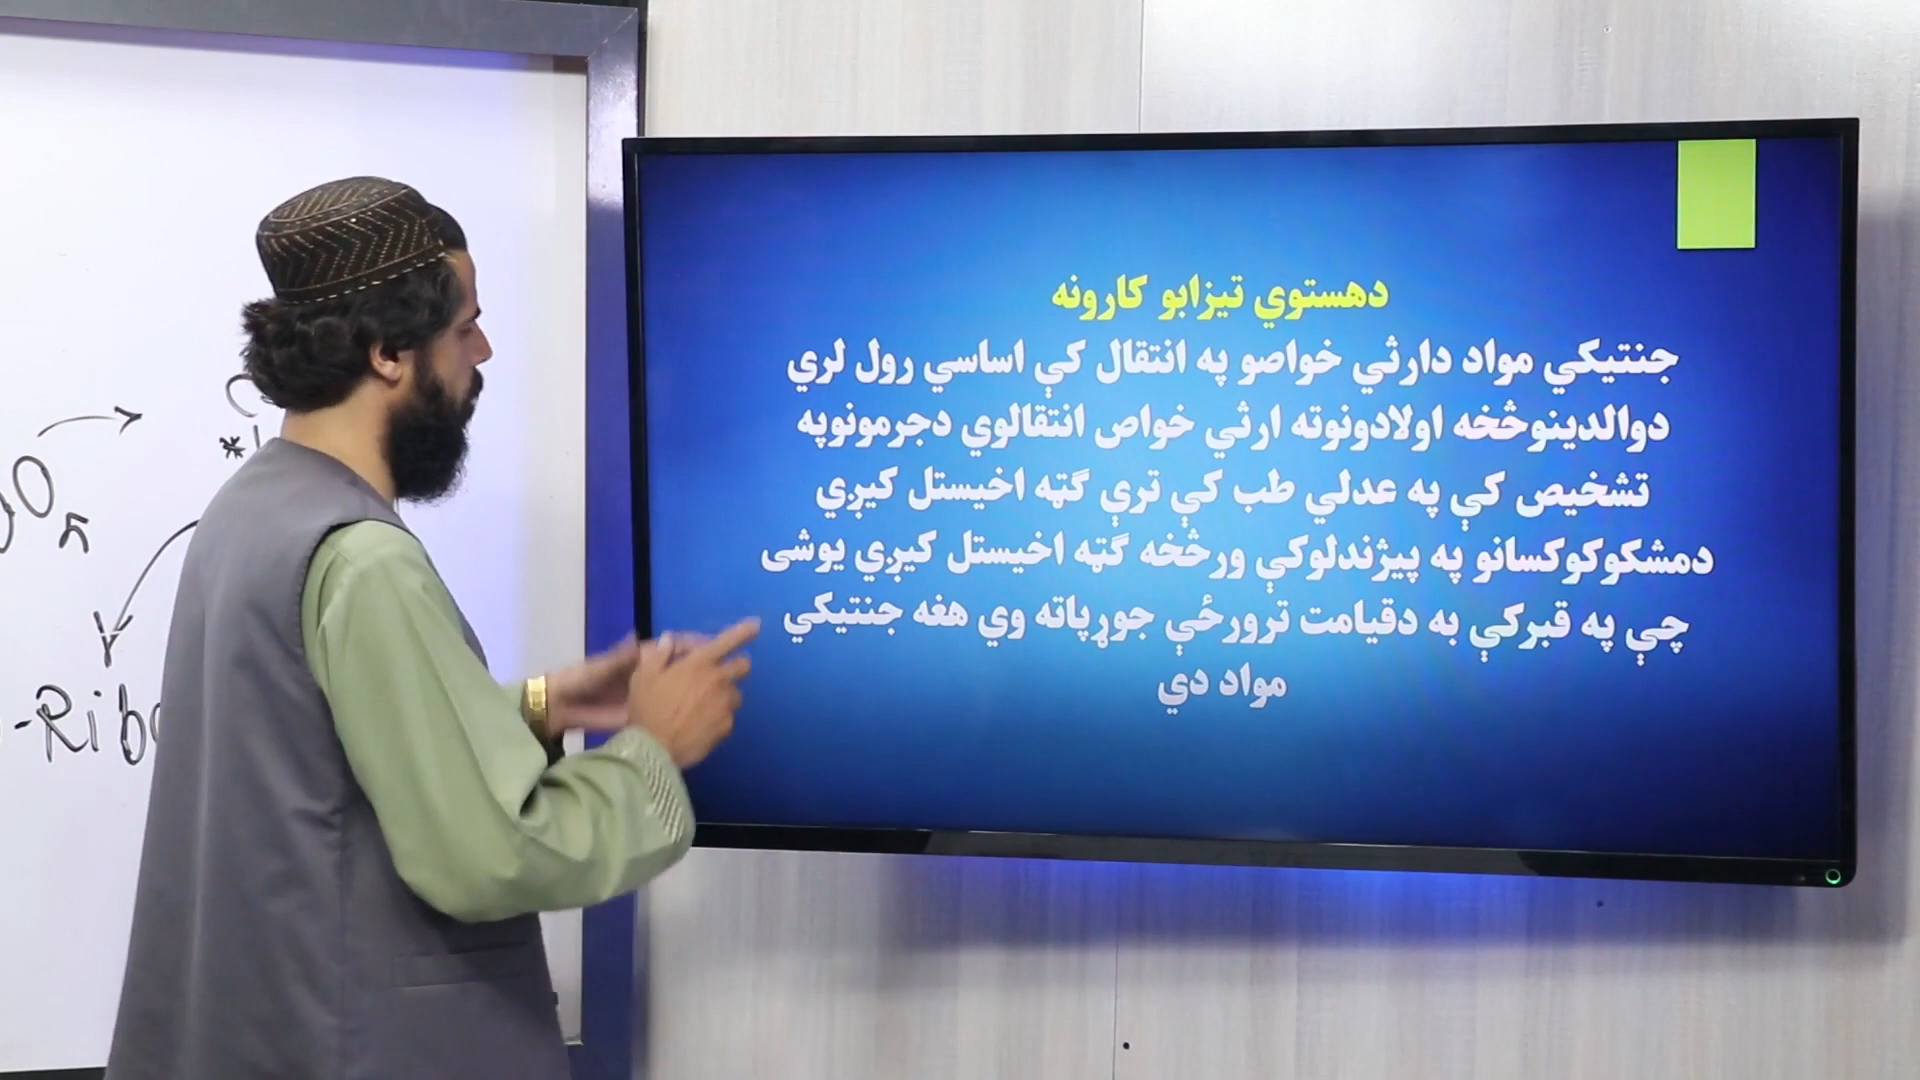 دهستوي تيزابو کارونه
جنتيکي مواد دارثي خواصو په انتقال کې اساسي رول لري
دوالدينوڅخه اولادونوته ارثي خواص انتقالوي دجرمونوپه
تشخيص کې په عدلي طب کې ترې ګټه اخيستل کيږي
دمشکوکوکسانو په پيژندلوکې ورڅخه ګټه اخيستل کيږي يوشی
چې په قبرکې به دقيامت ترورځې جوړپاته وي هغه جنتيکي
مواد دي
-Ribo